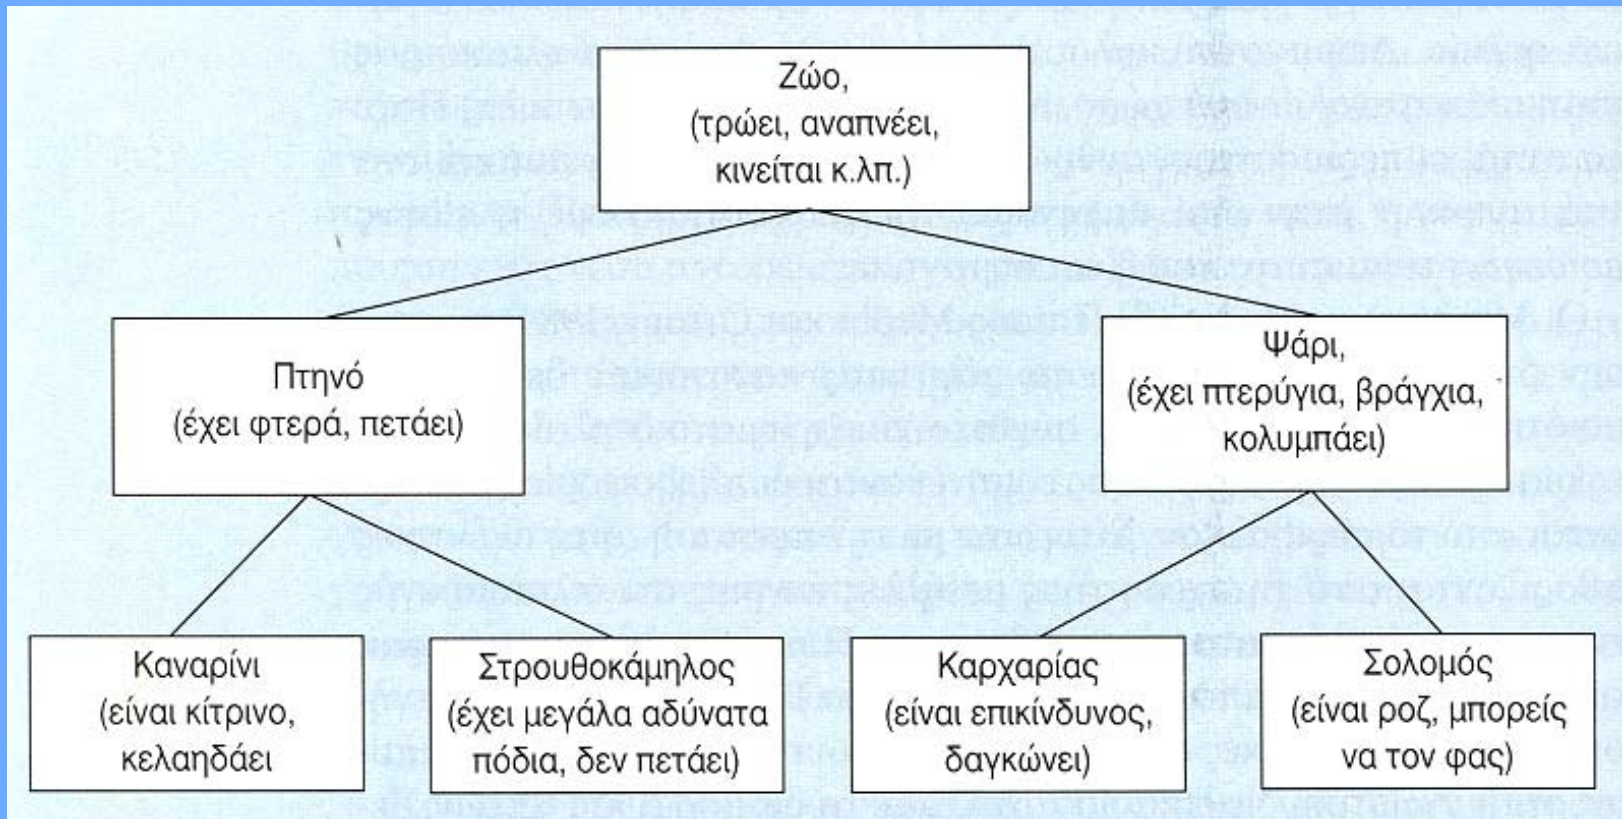 Ζώο,
(τρώει, αναπνέει,
κινείται κ.λπ.)
Πτηνό
(έχει φτερά, πετάει)
Ψάρι,
(έχει πτερύγια, βράγχια,
κολυμπάει)
Καναρίνι
(είναι κίτρινο,
κελαηδάει
Στρουθοκάμηλος
(έχει μεγάλα αδύνατα
πόδια, δεν πετάει)
Καρχαρίας
(είναι επικίνδυνος,
δαγκώνει)
Σολομός
(είναι ροζ, μπορείς
να τον φας)